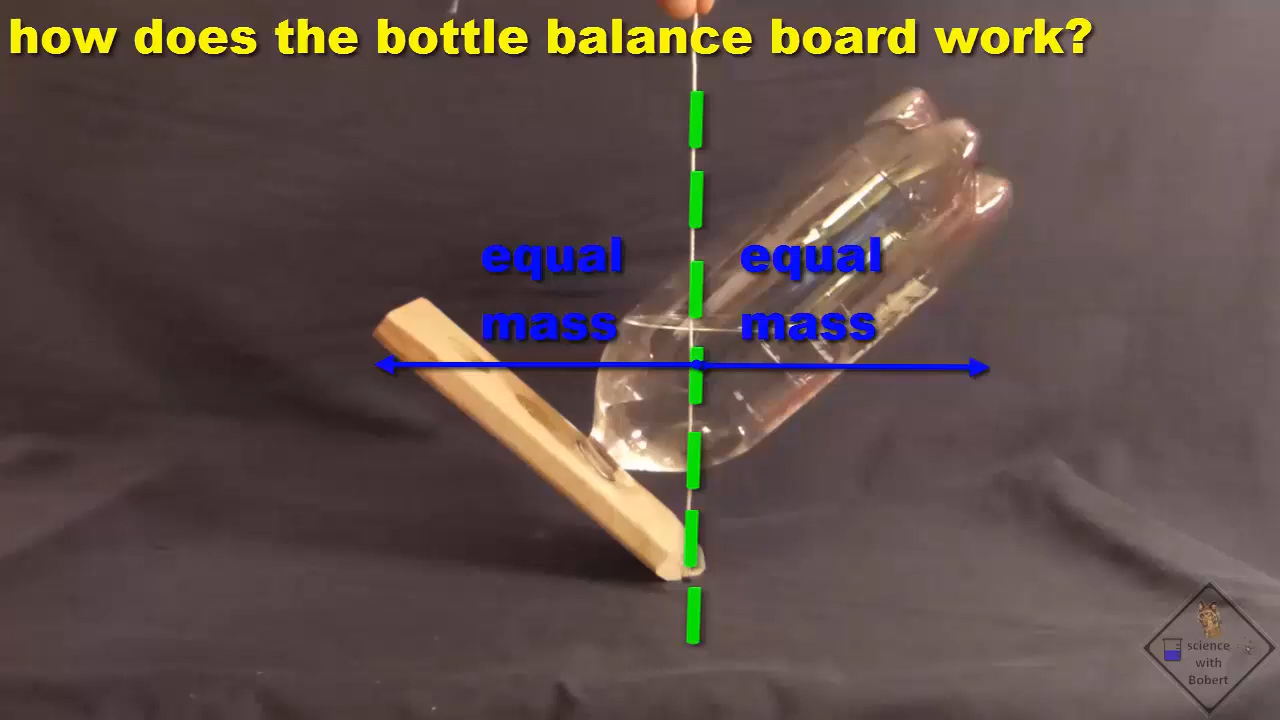 how does the bottle balance board work?
equal equal
mass mass
science
with
Bobert